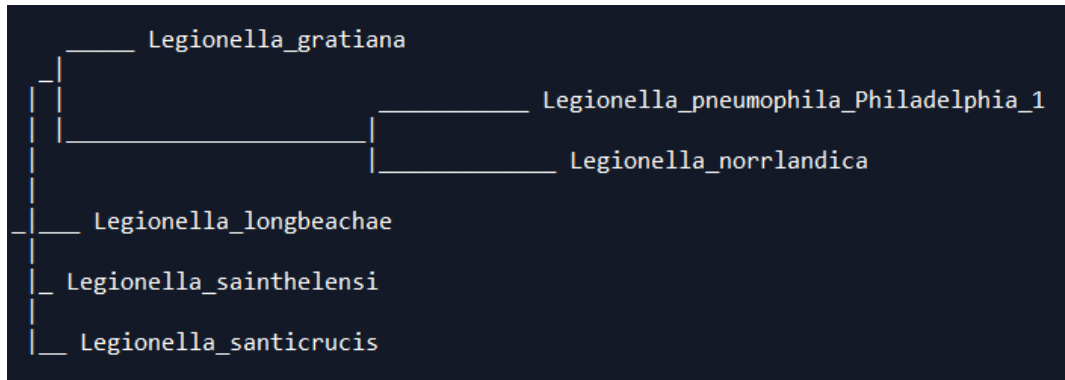 Legionella_gratiana
Legionella_pneumophila_Philadelphia_1
Legionella_norrlandica
Legionella_longbeachae
Legionella_sainthelensi
Legionella_santicrucis